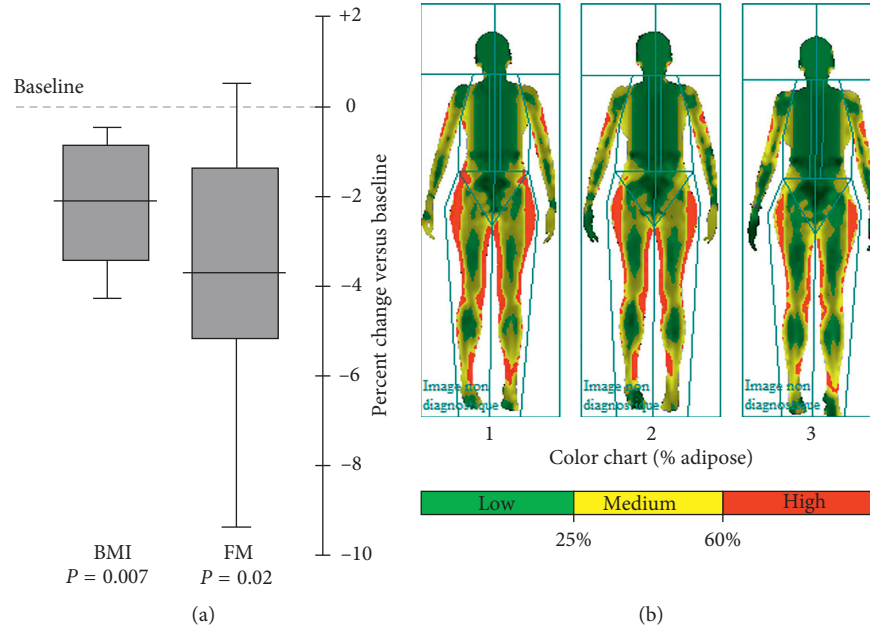 +2
Baseline
0
−2
−4
−6
−8
−10
Percent change versus baseline
BMI
P = 0.007
FM
P = 0.02
(a)
Image non
diagnostique
1
Image non
diagnostique
2
Image non
diagnostique
3
Color chart (% adipose)
Low
Medium
High
25%
60%
(b)